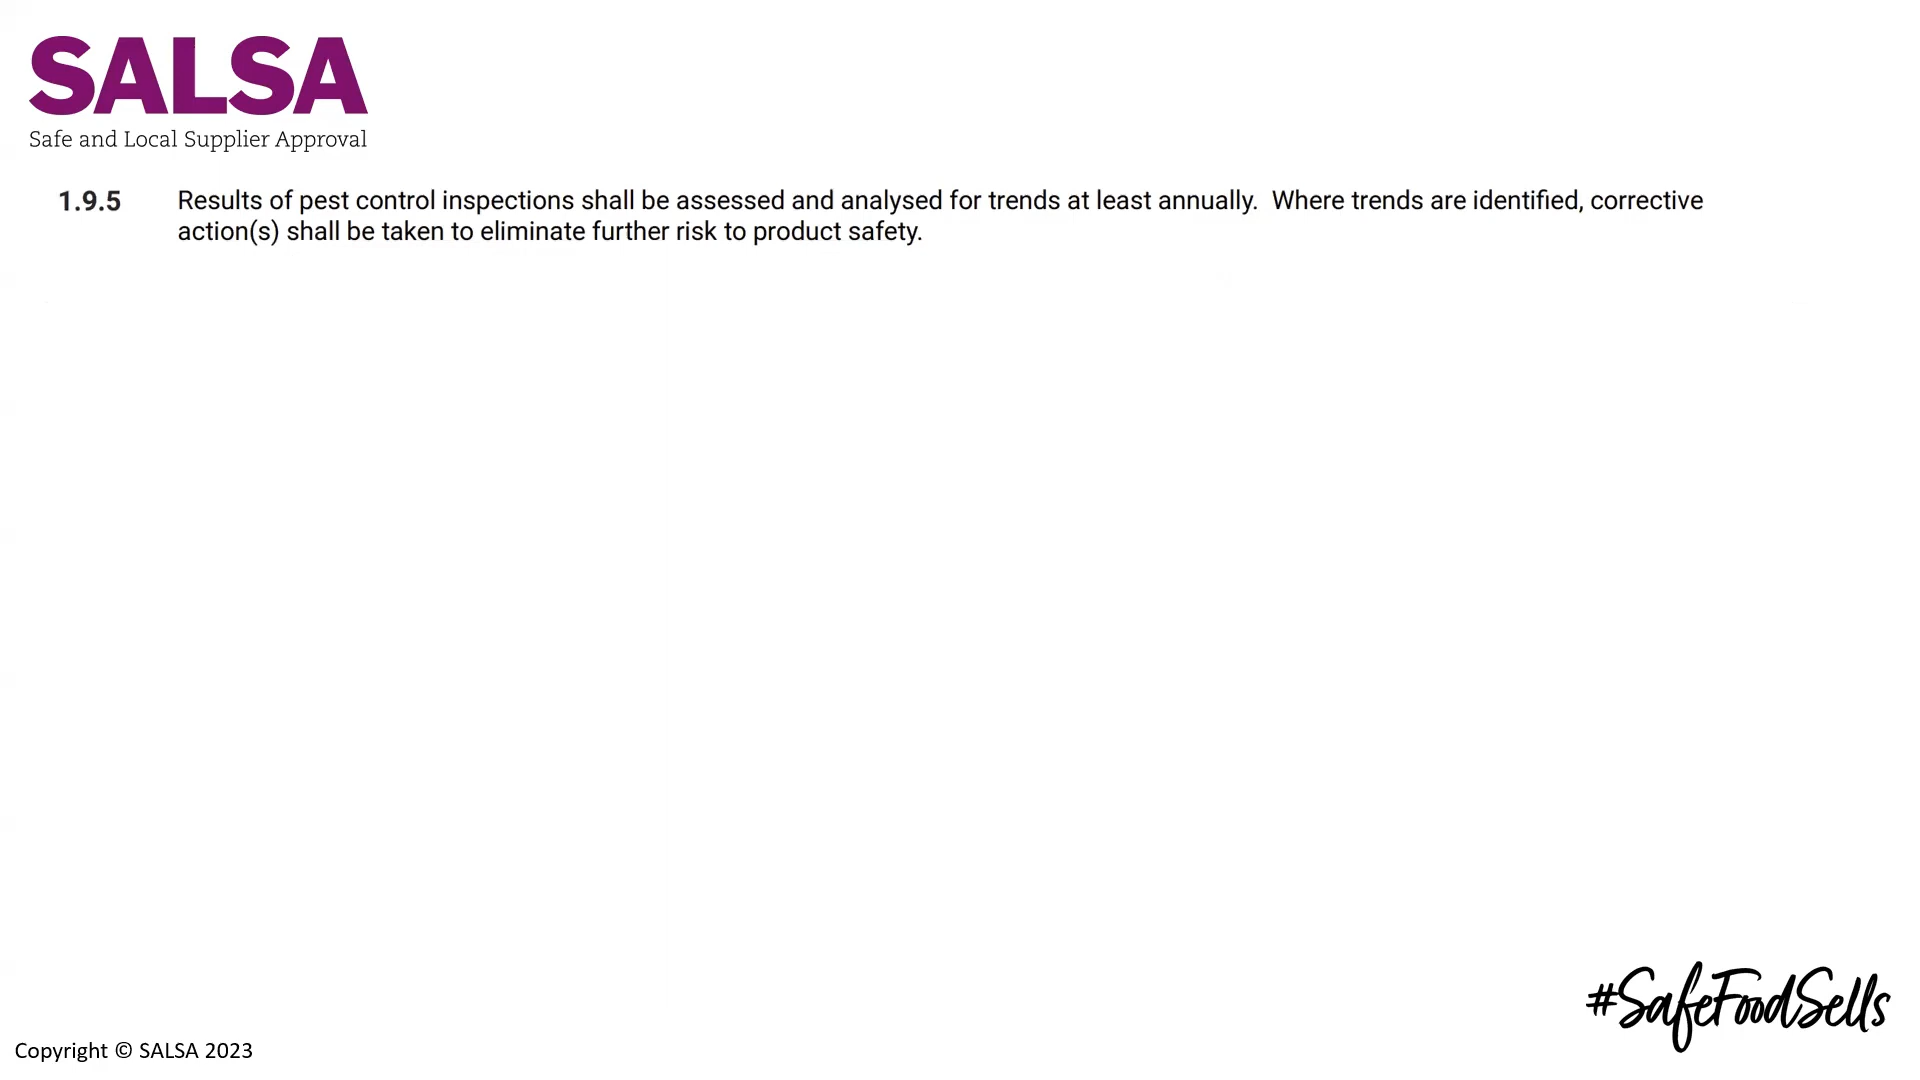 SALSA
Safe and Local Supplier Approval
1.9.5 Results of pest control inspections shall be assessed and analysed for trends at least annually. Where trends are identified, corrective
action(s) shall be taken to eliminate further risk to product safety.
#SafeFoodSells
Copyright © SALSA 2023